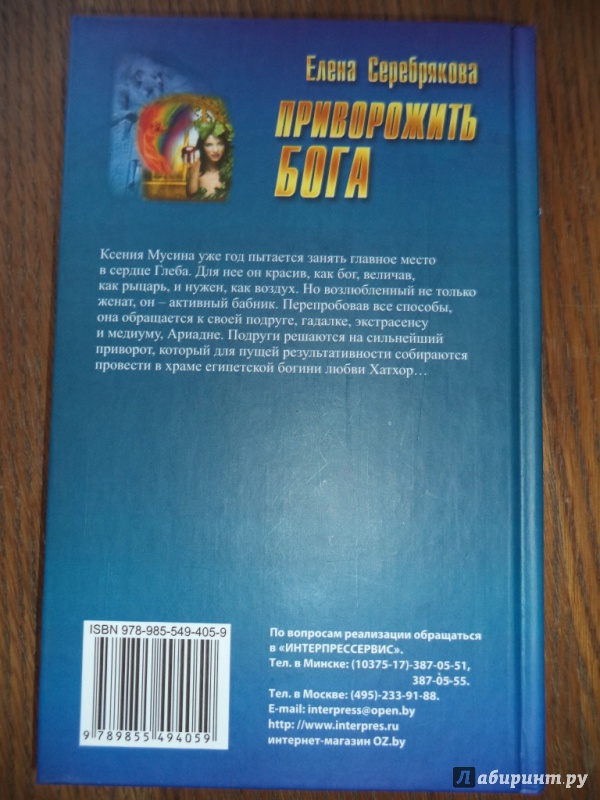 Елена Серебрякова
ПРИВОРОЖИТЬ
БОГА
Ксения Мусина уже год пытается занять главное место
в сердце Глеба. Для нее он красив, как бог, величав,
как рыцарь, и нужен, как воздух. Но возлюбленный не только
женат, он – активный бабник. Перепробовав все способы,
она обращается к своей подруге, гадалке, экстрасенсу
и медиуму, Ариадне. Подруги решаются на сильнейший
приворот, который для пущей результативности собираются
провести в храме египетской богини любви Хатхор…
ISBN 978-985-549-405-9
9 789855 494059
По вопросам реализации обращаться
в «ИНТЕРПРЕССЕРВИС».
Тел. в Минске: (10375-17)-387-05-51,
387-05-55.
Тел. в Москве: (495)-233-91-88.
E-mail: interpress@open.by
http://www.interpres.ru
интернет-магазин OZ.by
Лабиринт.ру